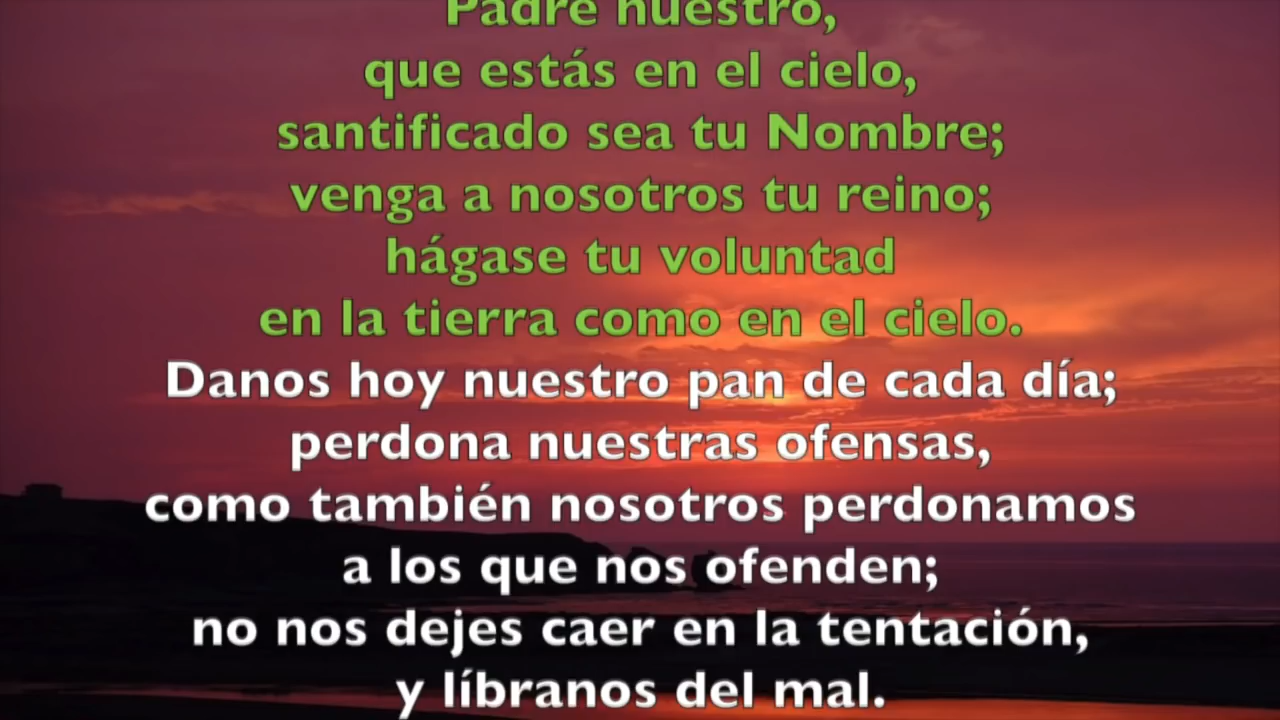 Padre nuestro,
que estás en el cielo,
santificado sea tu Nombre;
venga a nosotros tu reino;
hágase tu voluntad
en la tierra como en el cielo.
Danos hoy nuestro pan de cada día;
perdona nuestras ofensas,
como también nosotros perdonamos
a los que nos ofenden;
no nos dejes caer en la tentación,
y líbranos del mal.